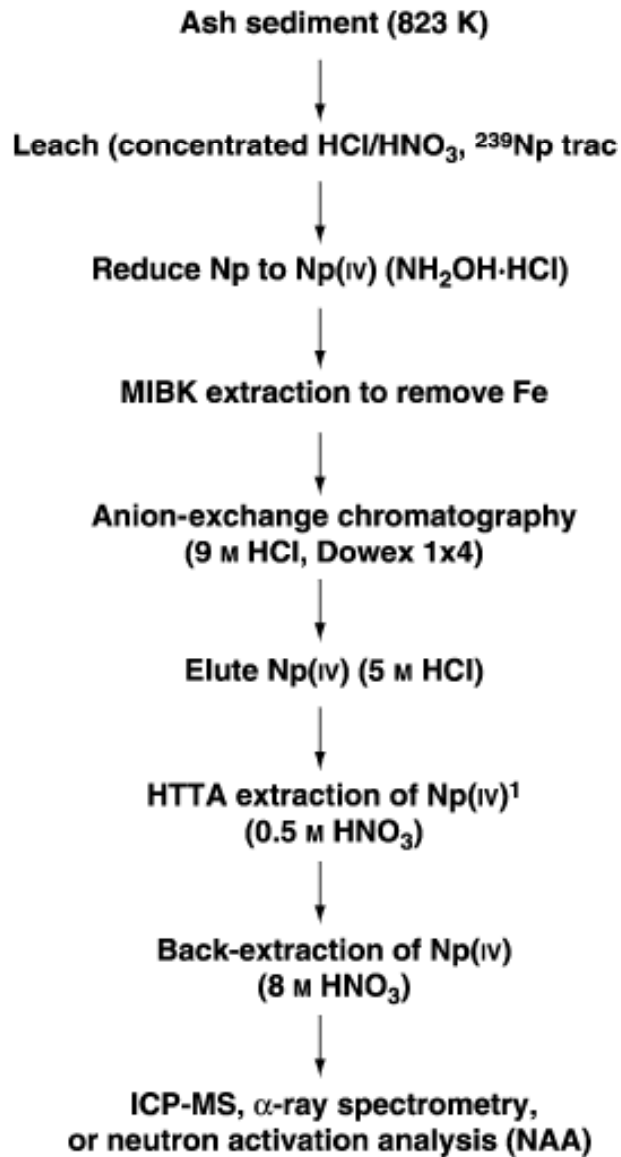 Ash sediment (823 K)
Leach (concentrated HCl/HNO₃, ²³⁹Np trac
Reduce Np to Np(IV) (NH₂OH·HCl)
MIBK extraction to remove Fe
Anion-exchange chromatography
(9 M HCl, Dowex 1x4)
Elute Np(IV) (5 M HCl)
HTTA extraction of Np(IV)¹
(0.5 M HNO₃)
Back-extraction of Np(IV)
(8 M HNO₃)
ICP-MS, α-ray spectrometry,
or neutron activation analysis (NAA)